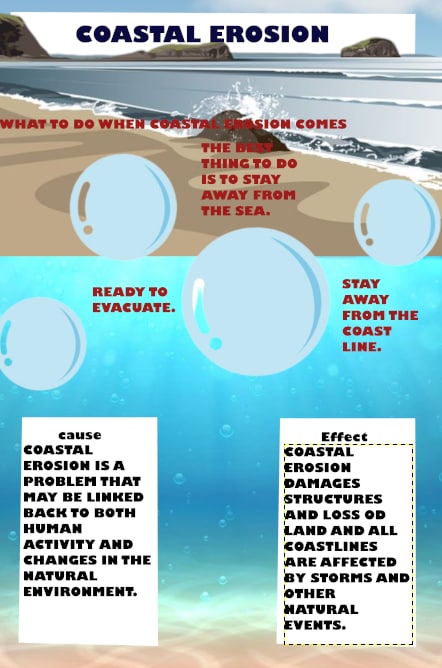 COASTAL EROSION
WHAT TO DO WHEN COASTAL EROSION COMES
THE BEST
THING TO DO
IS TO STAY
AWAY FROM
THE SEA.
READY TO
EVACUATE.
STAY
AWAY
FROM THE
COAST
LINE.
cause
COASTAL
EROSION IS A
PROBLEM THAT
MAY BE LINKED
BACK TO BOTH
HUMAN
ACTIVITY AND
CHANGES IN THE
NATURAL
ENVIRONMENT.
Effect
COASTAL
EROSION
DAMAGES
STRUCTURES
AND LOSS OD
LAND AND ALL
COASTLINES
ARE AFFECTED
BY STORMS AND
OTHER
NATURAL
EVENTS.